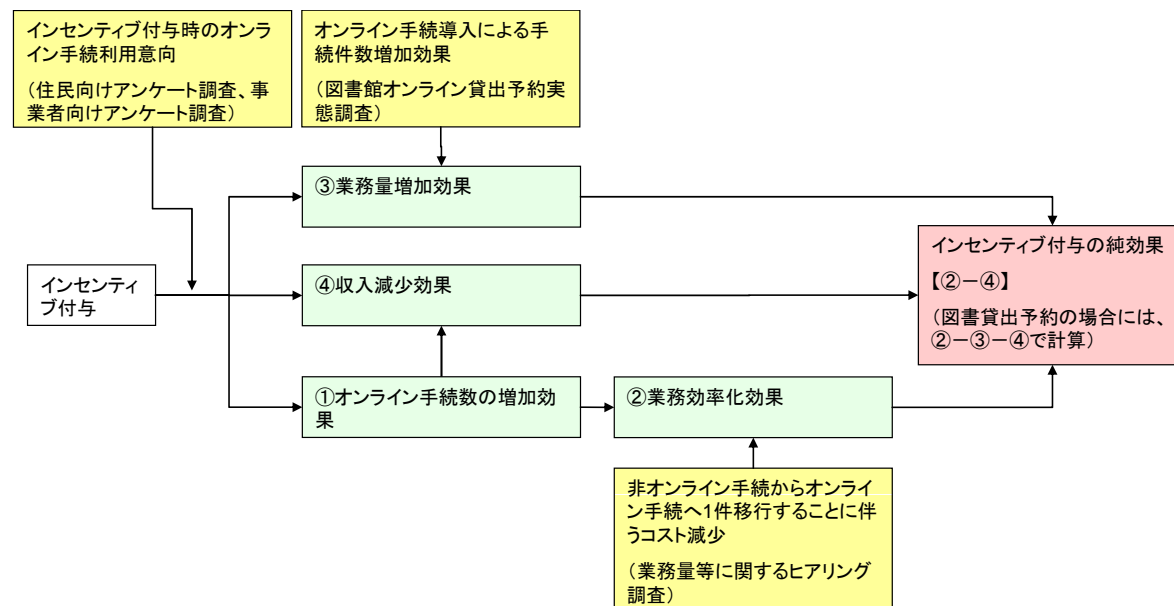 インセンティブ付与時のオンラ
イン手続利用意向
（住民向けアンケート調査、事
業者向けアンケート調査）
オンライン手続導入による手
続件数増加効果
（図書館オンライン貸出予約実
態調査）
③業務量増加効果
インセンティブ付与の純効果
【②－④】
（図書貸出予約の場合には、
②－③－④で計算）
インセンティ
ブ付与
④収入減少効果
①オンライン手続数の増加効
果
②業務効率化効果
非オンライン手続からオンライ
ン手続へ1件移行することに伴
うコスト減少
（業務量等に関するヒアリング
調査）